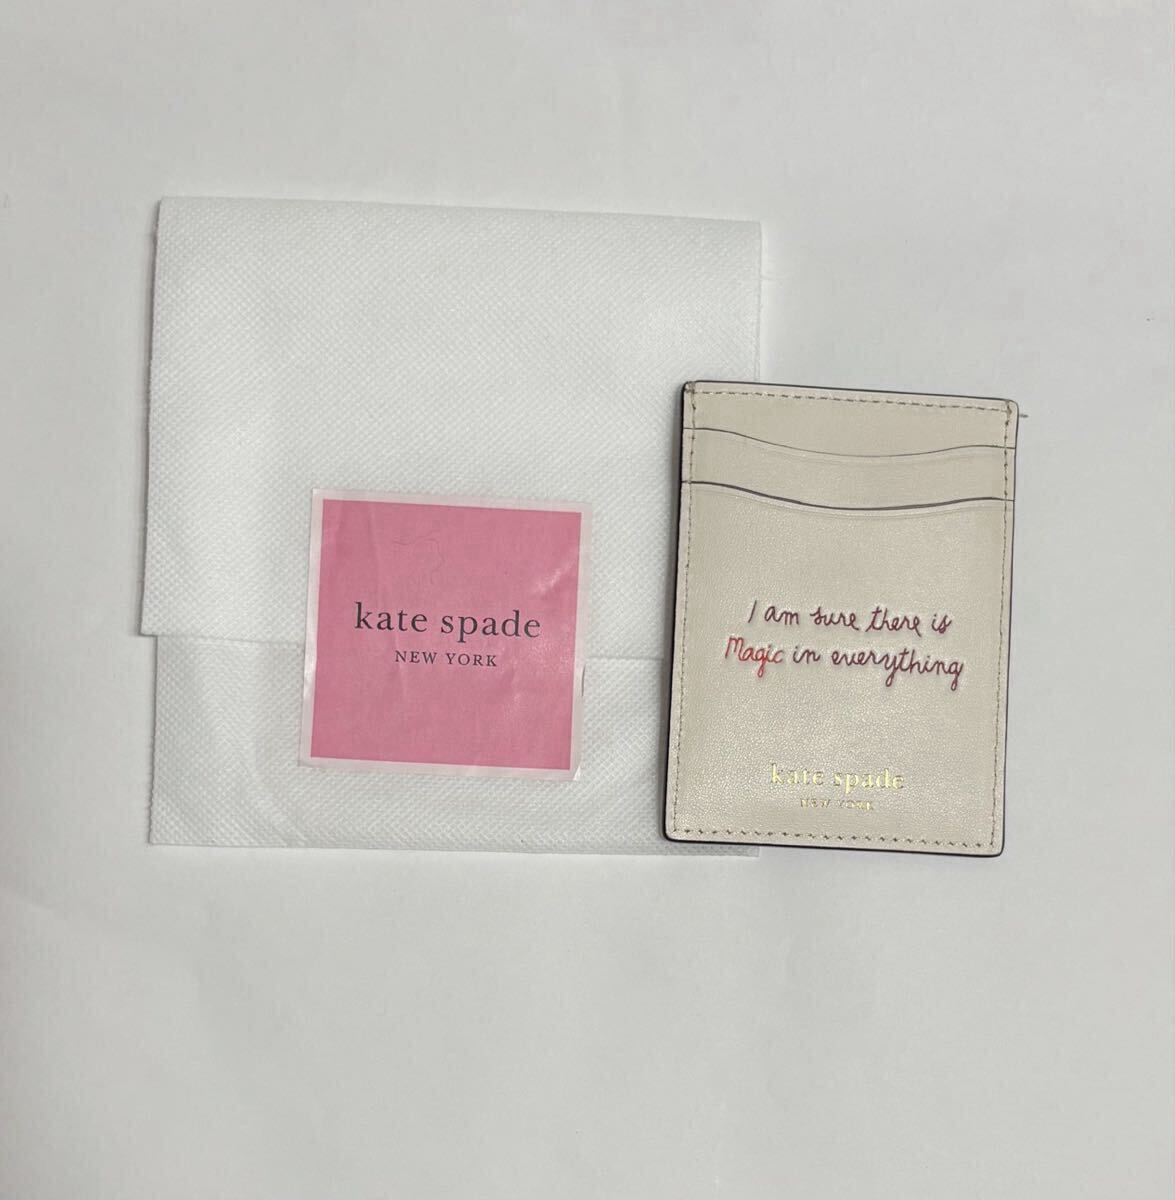 kate spade
NEW YORK
I am sure there is
Magic in everything
kate spade
NEW YORK